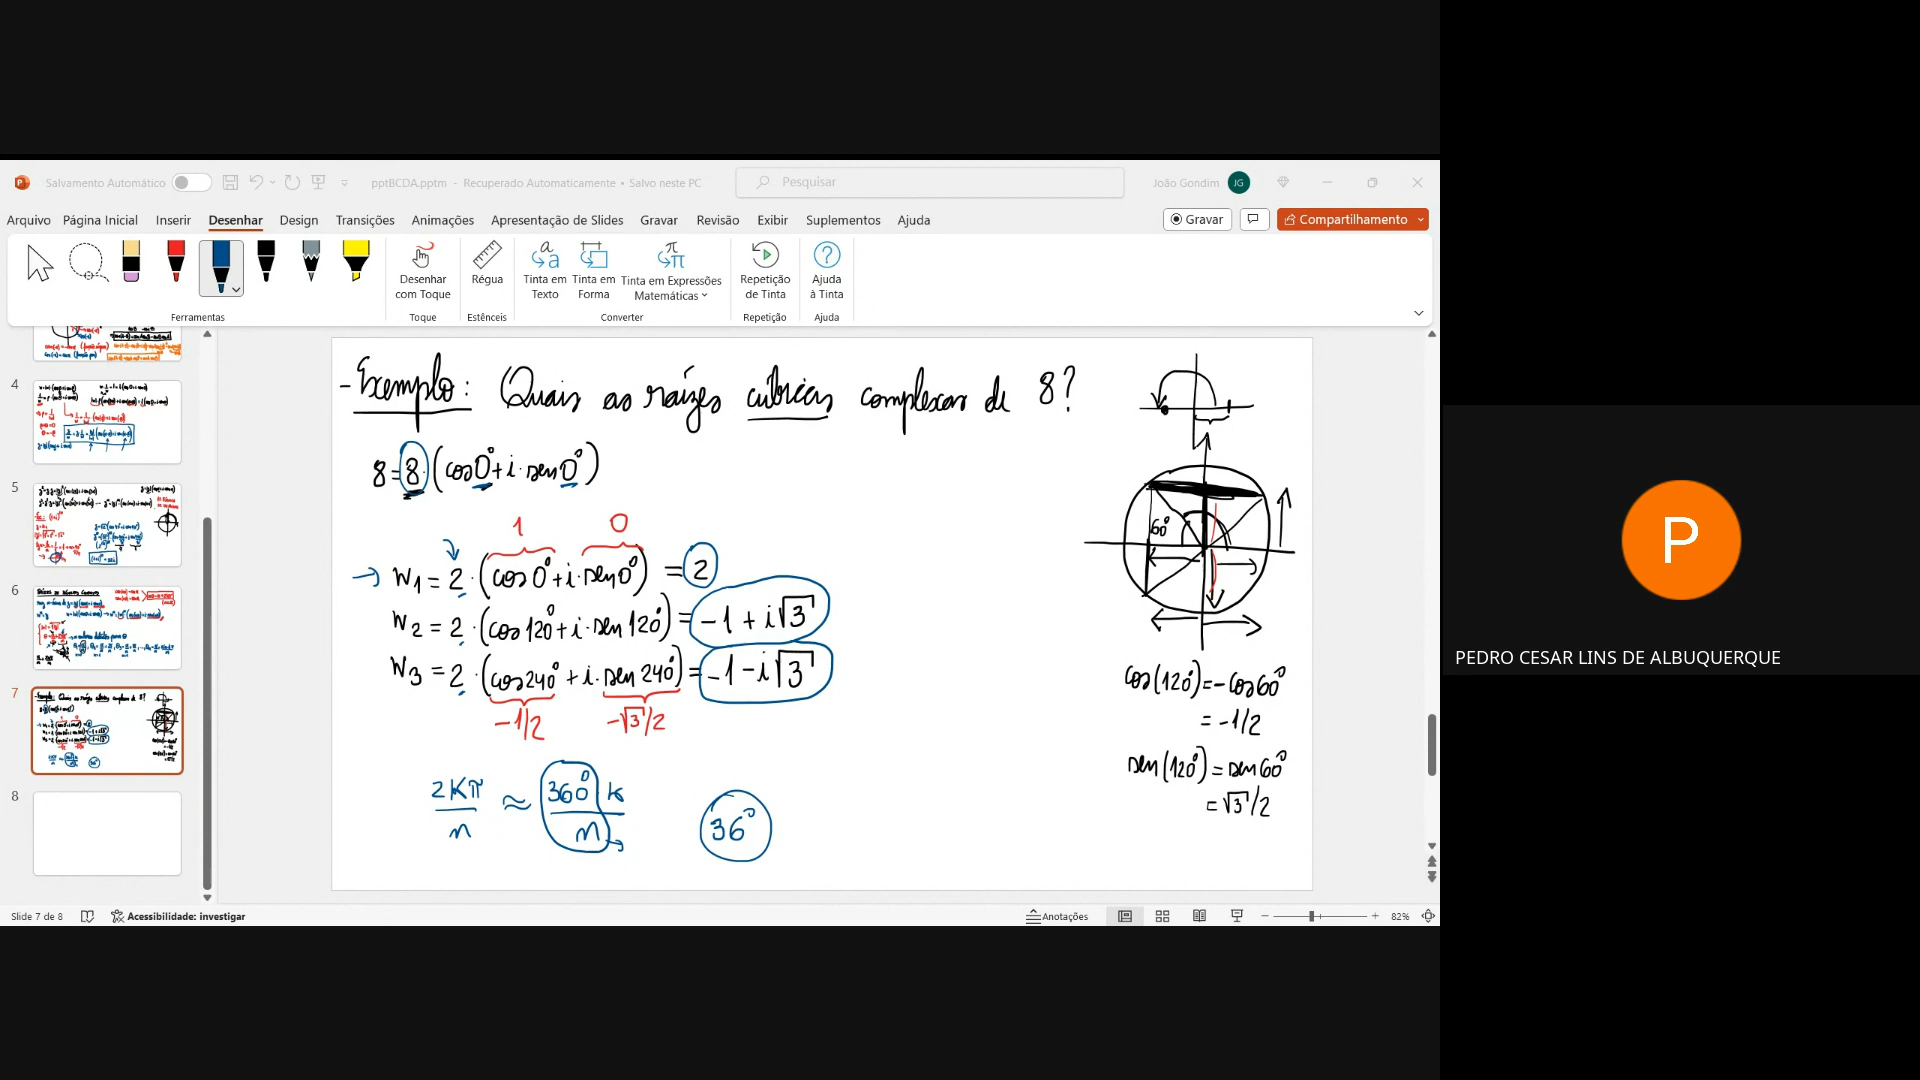 Salvamento Automático
pptBCDA.pptm - Recuperado Automaticamente • Salvo neste PC
Pesquisar
João Gondim JG
Arquivo Página Inicial Inserir Desenhar Design Transições Animações Apresentação de Slides Gravar Revisão Exibir Suplementos Ajuda
Gravar
Compartilhamento
Desenhar com Toque
Régua
Tinta em Texto
Tinta em Forma
Tinta em Expressões Matemáticas
Repetição de Tinta
Ajuda à Tinta
Ferramentas Toque Estênceis Converter Repetição Ajuda
4
5
6
7
8
- Exemplo: Quais as raízes cúbicas complexas de 8?
8 = 8·(cos 0° + i·sen 0°)
1 0
→ W1 = 2·(cos 0° + i·sen 0°) = 2
W2 = 2·(cos 120° + i·sen 120°) = -1 + i√3
W3 = 2·(cos 240° + i·sen 240°) = -1 - i√3
-1/2 -√3/2
2Kπ/n ≈ 360° k/n
36°
60°
cos(120°) = -cos 60°
= -1/2
sen(120°) = sen 60°
= √3/2
Slide 7 de 8
Acessibilidade: investigar
Anotações
82%
P
PEDRO CESAR LINS DE ALBUQUERQUE